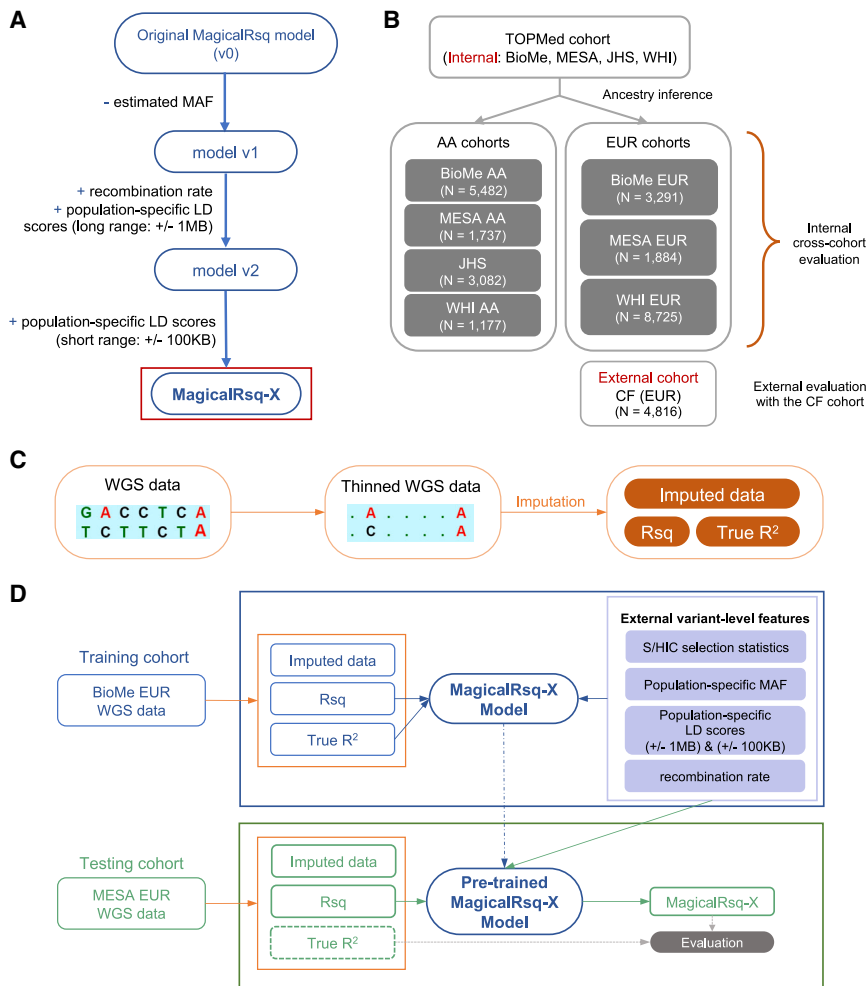 A
Original MagicalRsq model
(v0)
- estimated MAF
model v1
+ recombination rate
+ population-specific LD
scores (long range: +/- 1MB)
model v2
+ population-specific LD scores
(short range: +/- 100KB)
MagicalRsq-X
B
TOPMed cohort
(Internal: BioMe, MESA, JHS, WHI)
Ancestry inference
AA cohorts
BioMe AA
(N = 5,482)
MESA AA
(N = 1,737)
JHS
(N = 3,082)
WHI AA
(N = 1,177)
EUR cohorts
BioMe EUR
(N = 3,291)
MESA EUR
(N = 1,884)
WHI EUR
(N = 8,725)
Internal
cross-cohort
evaluation
External cohort
CF (EUR)
(N = 4,816)
External evaluation
with the CF cohort
C
WGS data
G A C C T C A
T C T T C T A
Thinned WGS data
. A . . . . A
. C . . . . A
Imputation
Imputed data
Rsq
True R²
D
Training cohort
BioMe EUR
WGS data
Imputed data
Rsq
True R²
MagicalRsq-X
Model
External variant-level features
S/HIC selection statistics
Population-specific MAF
Population-specific
LD scores
(+/- 1MB) & (+/- 100KB)
recombination rate
Testing cohort
MESA EUR
WGS data
Imputed data
Rsq
True R²
Pre-trained
MagicalRsq-X
Model
MagicalRsq-X
Evaluation